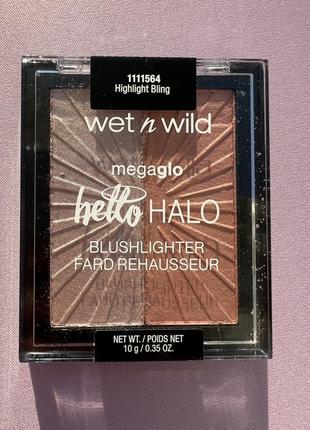 1111564
Highlight Bling
wet n wild
megaglo
hello HALO
BLUSHLIGHTER
FARD REHAUSSEUR
NET WT. / POIDS NET
10 g / 0.35 OZ.